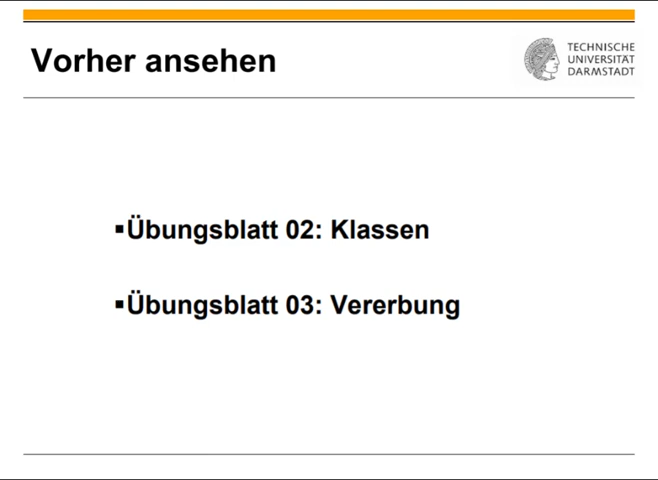 Vorher ansehen
TECHNISCHE
UNIVERSITÄT
DARMSTADT
▪Übungsblatt 02: Klassen
▪Übungsblatt 03: Vererbung